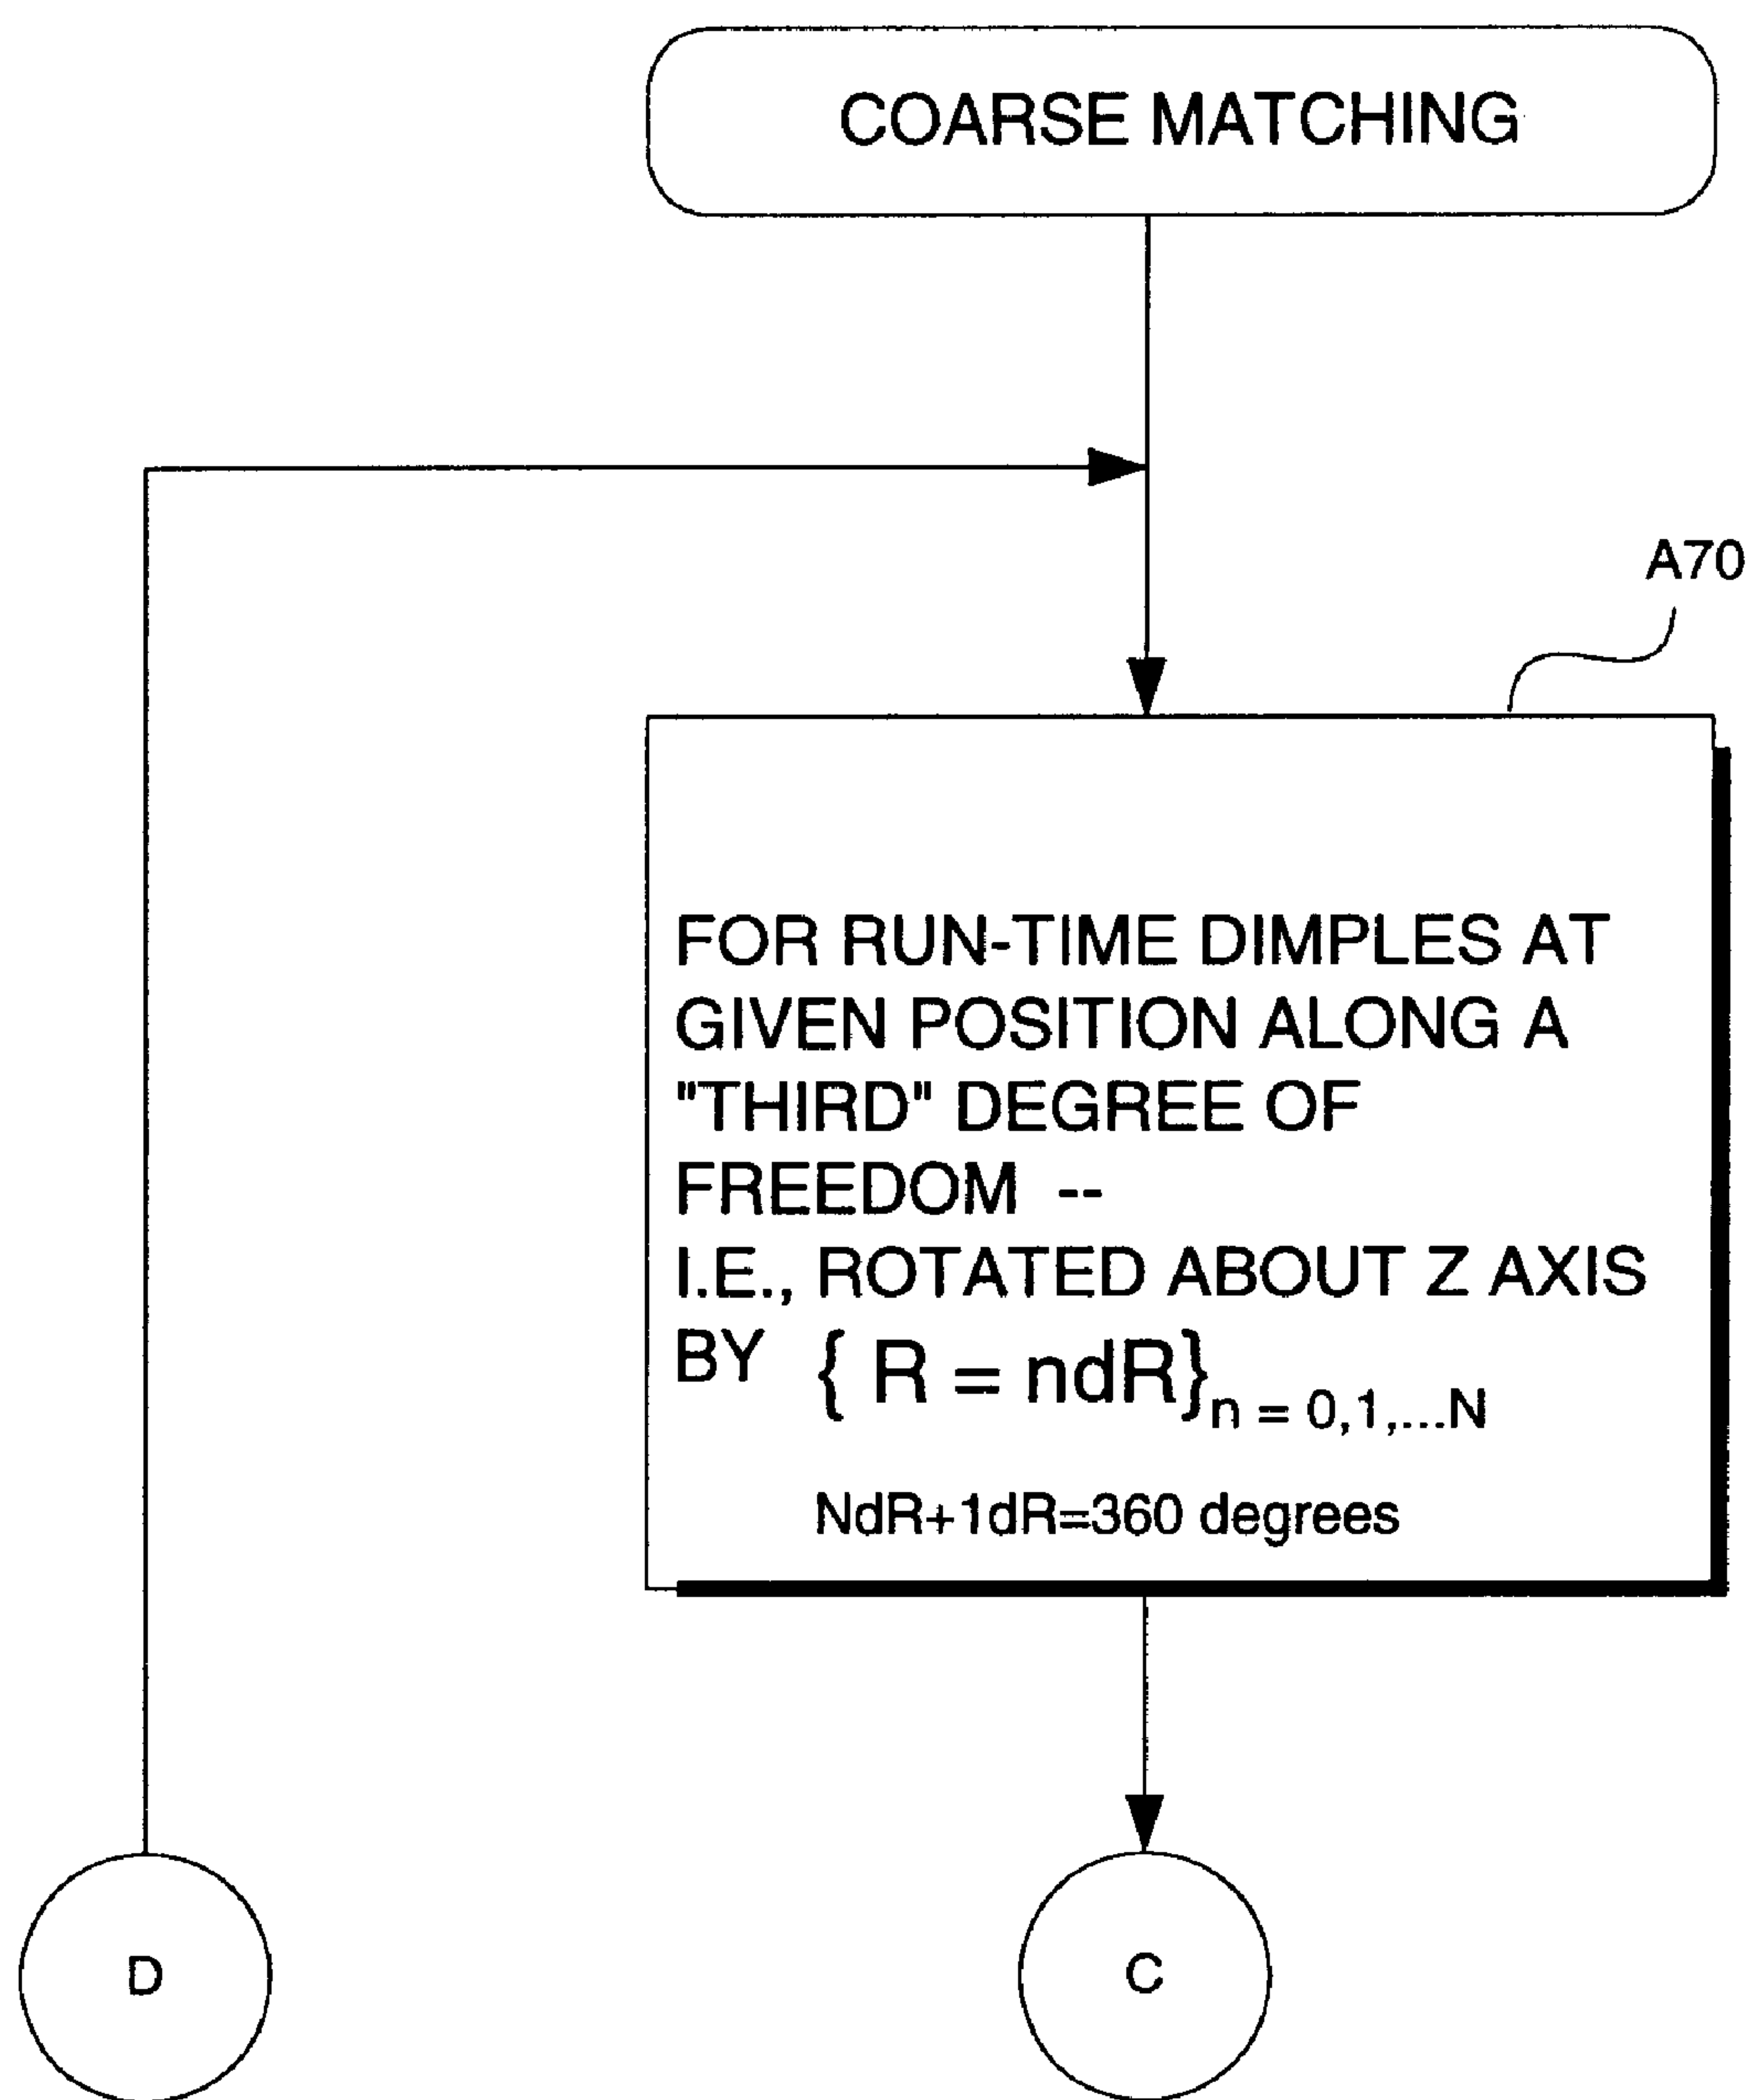 COARSE MATCHING
A70
FOR RUN-TIME DIMPLES AT
GIVEN POSITION ALONG A
"THIRD" DEGREE OF
FREEDOM --
I.E., ROTATED ABOUT Z AXIS
BY { R = ndR}n = 0,1,...N
NdR+1dR=360 degrees
D
C